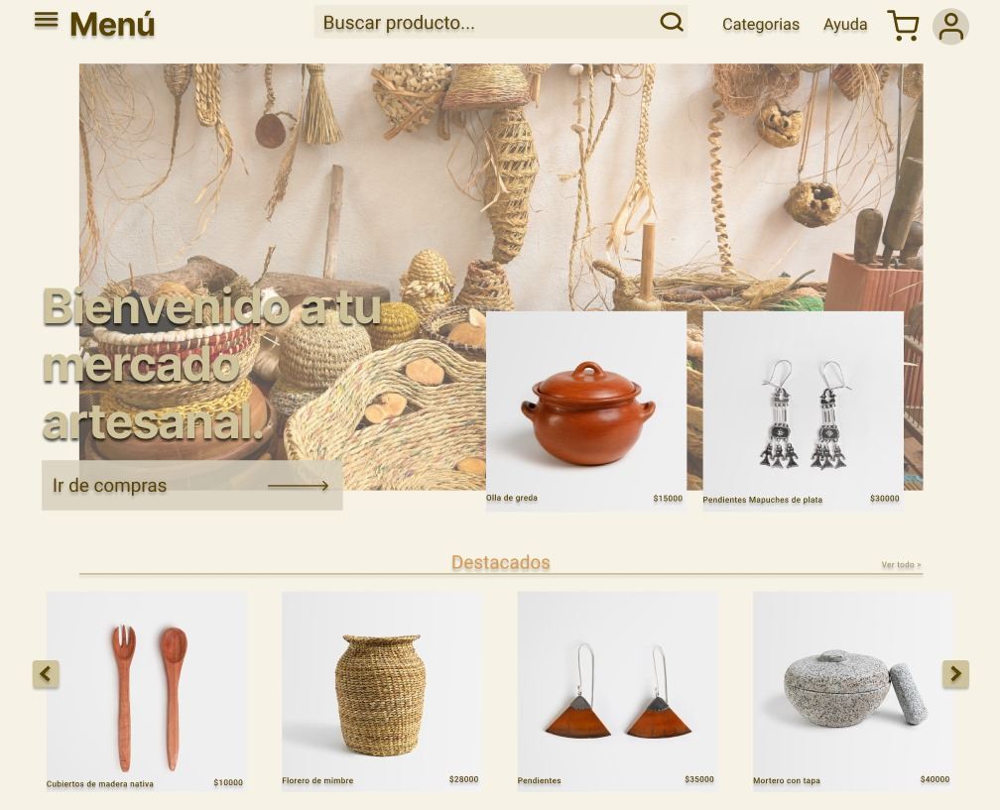 Menú
Buscar producto...
Categorias
Ayuda
Bienvenido a tu
mercado
artesanal.
Ir de compras
Olla de greda $15000
Pendientes Mapuches de plata $30000
Destacados
Ver todo >
Cubiertos de madera nativa $10000
Florero de mimbre $28000
Pendientes $35000
Mortero con tapa $40000